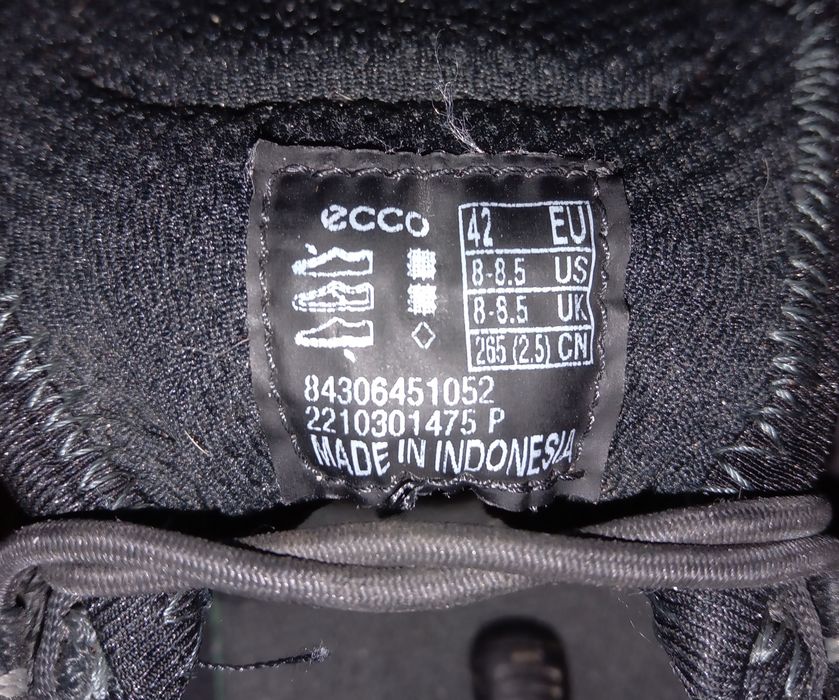 ecco
42 EU
8-8.5 US
8-8.5 UK
265 (2.5) CN
84306451052
2210301475 P
MADE IN INDONESIA